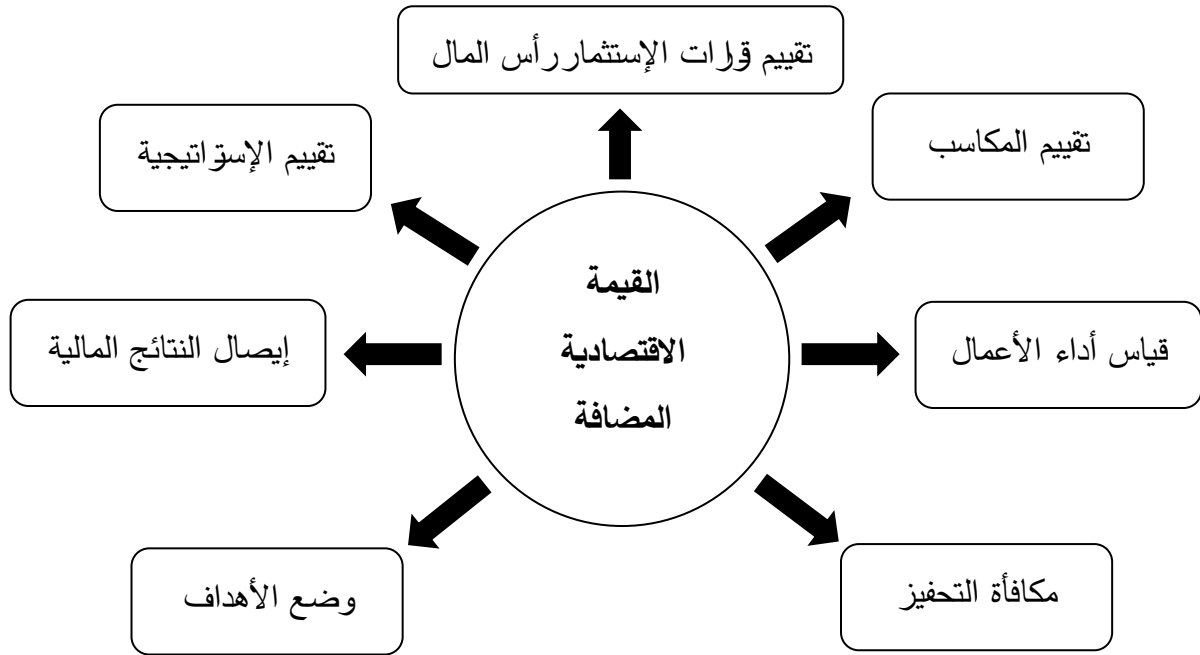 تقييم قرارات الإستثمار رأس المال
تقييم المكاسب
تقييم الإستراتيجية
القيمة
الاقتصادية
المضافة
قياس أداء الأعمال
إيصال النتائج المالية
مكافأة التحفيز
وضع الأهداف